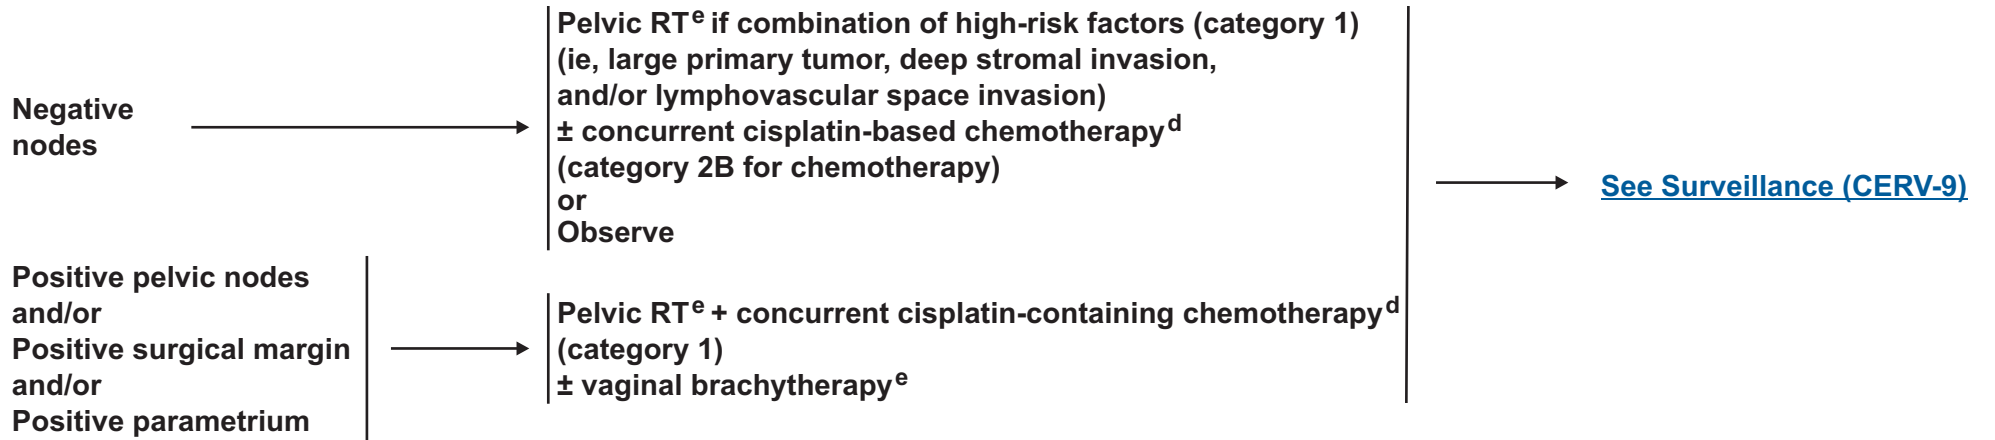 Negative
nodes
Pelvic RTe if combination of high-risk factors (category 1)
(ie, large primary tumor, deep stromal invasion,
and/or lymphovascular space invasion)
± concurrent cisplatin-based chemotherapyd
(category 2B for chemotherapy)
or
Observe
Positive pelvic nodes
and/or
Positive surgical margin
and/or
Positive parametrium
Pelvic RTe + concurrent cisplatin-containing chemotherapyd
(category 1)
± vaginal brachytherapye
See Surveillance (CERV-9)